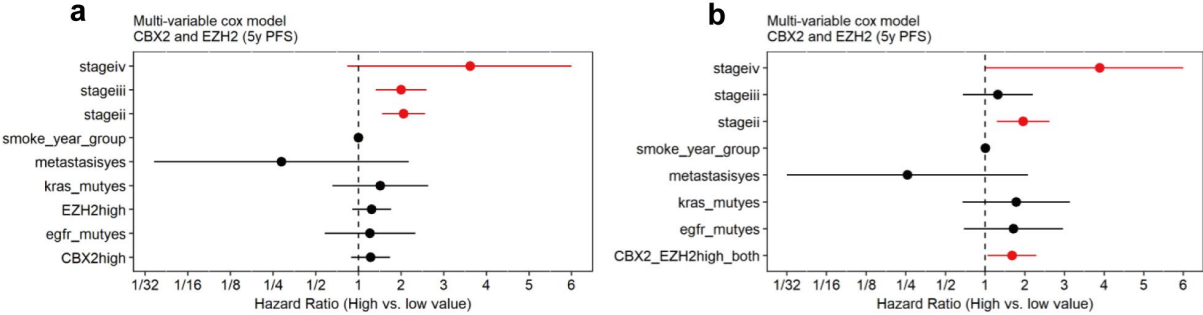 a
Multi-variable cox model
CBX2 and EZH2 (5y PFS)
stageiv
stageiii
stageii
smoke_year_group
metastasisyes
kras_mutyes
EZH2high
egfr_mutyes
CBX2high
1/32 1/16 1/8 1/4 1/2 1 2 3 4 5 6
Hazard Ratio (High vs. low value)
b
Multi-variable cox model
CBX2 and EZH2 (5y PFS)
stageiv
stageiii
stageii
smoke_year_group
metastasisyes
kras_mutyes
egfr_mutyes
CBX2_EZH2high_both
1/32 1/16 1/8 1/4 1/2 1 2 3 4 5 6
Hazard Ratio (High vs. low value)